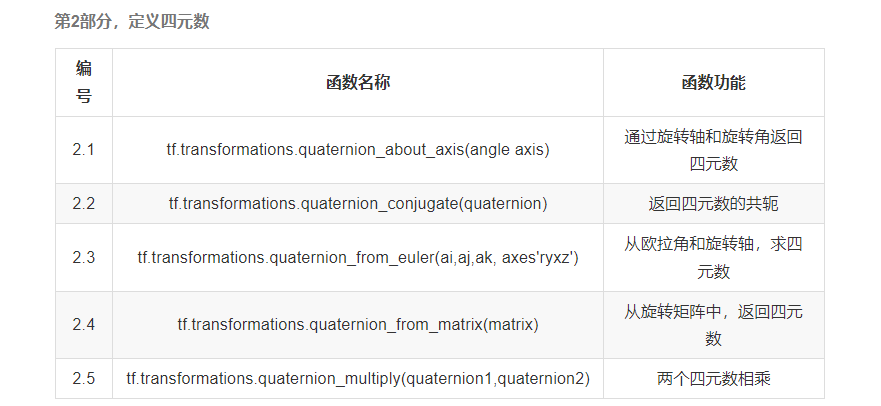 第2部分，定义四元数
编
号
函数名称
函数功能
2.1
tf.transformations.quaternion_about_axis(angle axis)
通过旋转轴和旋转角返回
四元数
2.2
tf.transformations.quaternion_conjugate(quaternion)
返回四元数的共轭
2.3
tf.transformations.quaternion_from_euler(ai,aj,ak, axes'ryxz')
从欧拉角和旋转轴，求四
元数
2.4
tf.transformations.quaternion_from_matrix(matrix)
从旋转矩阵中，返回四元
数
2.5
tf.transformations.quaternion_multiply(quaternion1,quaternion2)
两个四元数相乘